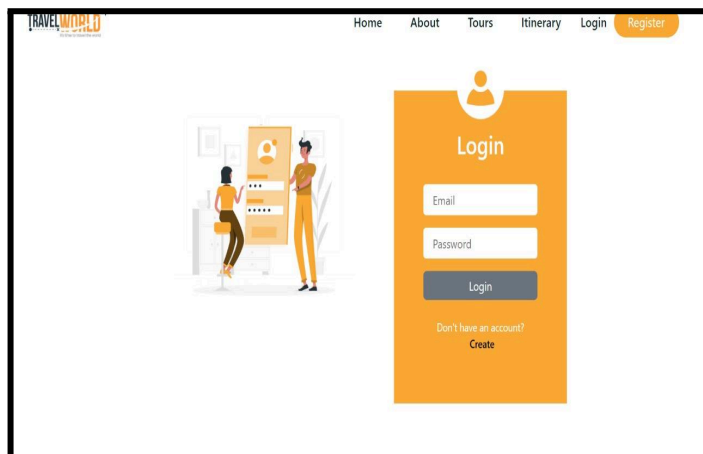 TRAVEL WORLD
Home About Tours Itinerary Login Register
Login
Email
Password
Login
Don't have an account?
Create